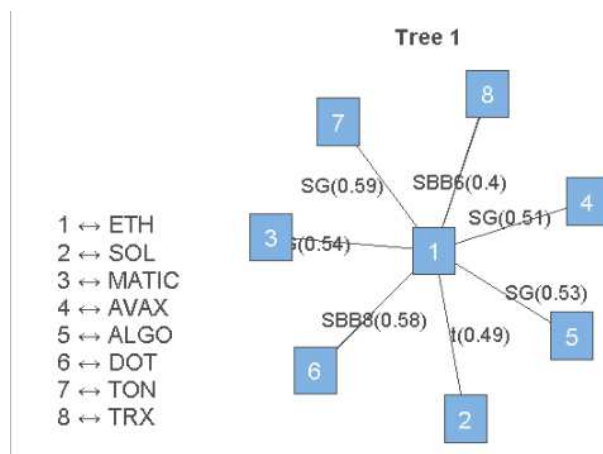 Tree 1
8
7
SG(0.59)
SBB6(0.4)
4
SG(0.51)
1 ↔ ETH
3
(0.54)
1
2 ↔ SOL
3 ↔ MATIC
SG(0.53)
4 ↔ AVAX
SBB8(0.58)
t(0.49)
5
5 ↔ ALGO
6 ↔ DOT
6
7 ↔ TON
2
8 ↔ TRX